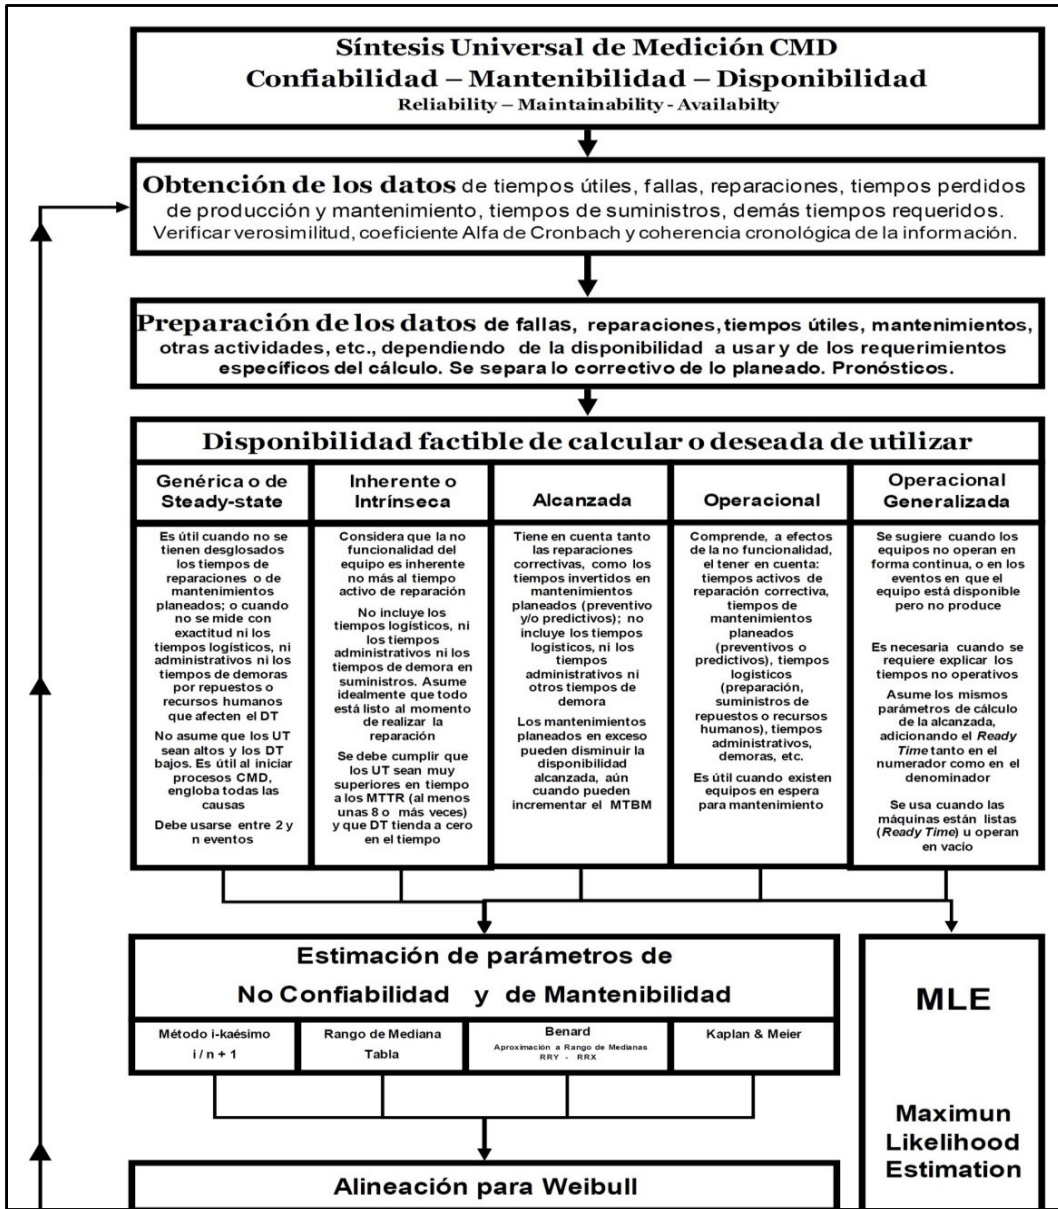 Síntesis Universal de Medición CMD
Confiabilidad – Mantenibilidad – Disponibilidad
Reliability – Maintainability - Availabilty
Obtención de los datos de tiempos útiles, fallas, reparaciones, tiempos perdidos
de producción y mantenimiento, tiempos de suministros, demás tiempos requeridos.
Verificar verosimilitud, coeficiente Alfa de Cronbach y coherencia cronológica de la información.
Preparación de los datos de fallas, reparaciones, tiempos útiles, mantenimientos,
otras actividades, etc., dependiendo de la disponibilidad a usar y de los requerimientos
específicos del cálculo. Se separa lo correctivo de lo planeado. Pronósticos.
Disponibilidad factible de calcular o deseada de utilizar
Genérica o de
Steady-state
Es útil cuando no se
tienen desglosados
los tiempos de
reparaciones o de
mantenimientos
planeados; o cuando
no se mide con
exactitud ni los
tiempos logísticos, ni
administrativos ni los
tiempos de demoras
por repuestos o
recursos humanos
que afecten el DT
No asume que los UT
sean altos y los DT
bajos. Es útil al iniciar
procesos CMD,
engloba todas las
causas
Debe usarse entre 2 y
n eventos
Inherente o
Intrínseca
Considera que la no
funcionalidad del
equipo es inherente
no más al tiempo
activo de reparación
No incluye los
tiempos logísticos, ni
los tiempos
administrativos ni los
tiempos de demora en
suministros. Asume
idealmente que todo
está listo al momento
de realizar la
reparación
Se debe cumplir que
los UT sean muy
superiores en tiempo
a los MTTR (al menos
unas 8 o más veces)
y que DT tienda a cero
en el tiempo
Alcanzada
Tiene en cuenta tanto
las reparaciones
correctivas, como los
tiempos invertidos en
mantenimientos
planeados (preventivo
y/o predictivos); no
incluye los tiempos
logísticos, ni los
tiempos
administrativos ni
otros tiempos de
demora
Los mantenimientos
planeados en exceso
pueden disminuir la
disponibilidad
alcanzada, aún
cuando pueden
incrementar el MTBM
Operacional
Comprende, a efectos
de la no funcionalidad,
el tener en cuenta:
tiempos activos de
reparación correctiva,
tiempos de
mantenimientos
planeados
(preventivos o
predictivos), tiempos
logísticos
(preparación,
suministros de
repuestos o recursos
humanos), tiempos
administrativos,
demoras, etc.
Es útil cuando existen
equipos en espera
para mantenimiento
Operacional
Generalizada
Se sugiere cuando los
equipos no operan en
forma continua, o en los
eventos en que el
equipo está disponible
pero no produce
Es necesaria cuando se
requiere explicar los
tiempos no operativos
Asume los mismos
parámetros de cálculo
de la alcanzada,
adicionando el Ready
Time tanto en el
numerador como en el
denominador
Se usa cuando las
máquinas están listas
(Ready Time) u operan
en vacío
Estimación de parámetros de
No Confiabilidad y de Mantenibilidad
Método i-kaésimo
i / n + 1
Rango de Mediana
Tabla
Benard
Aproximación a Rango de Medianas
RRY - RRX
Kaplan & Meier
MLE
Maximun
Likelihood
Estimation
Alineación para Weibull